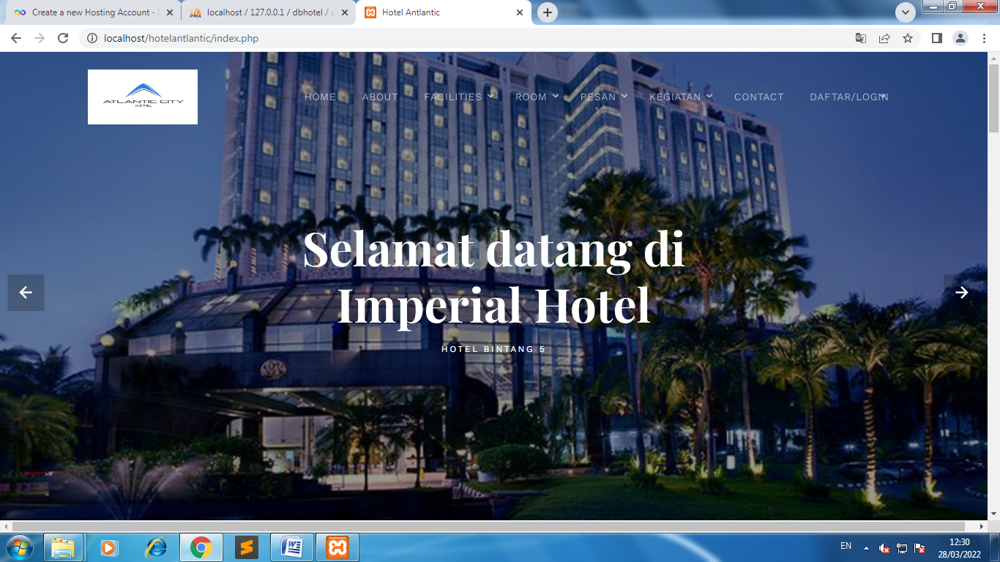 Create a new Hosting Account -
localhost / 127.0.0.1 / dbhotel / u
Hotel Antlantic
localhost/hotelantlantic/index.php
ATLANTIC CITY
HOTEL
HOME ABOUT FACILITIES ROOM PESAN KEGIATAN CONTACT DAFTAR/LOGIN
Selamat datang di
Imperial Hotel
HOTEL BINTANG 5
EN
12:30
28/03/2022